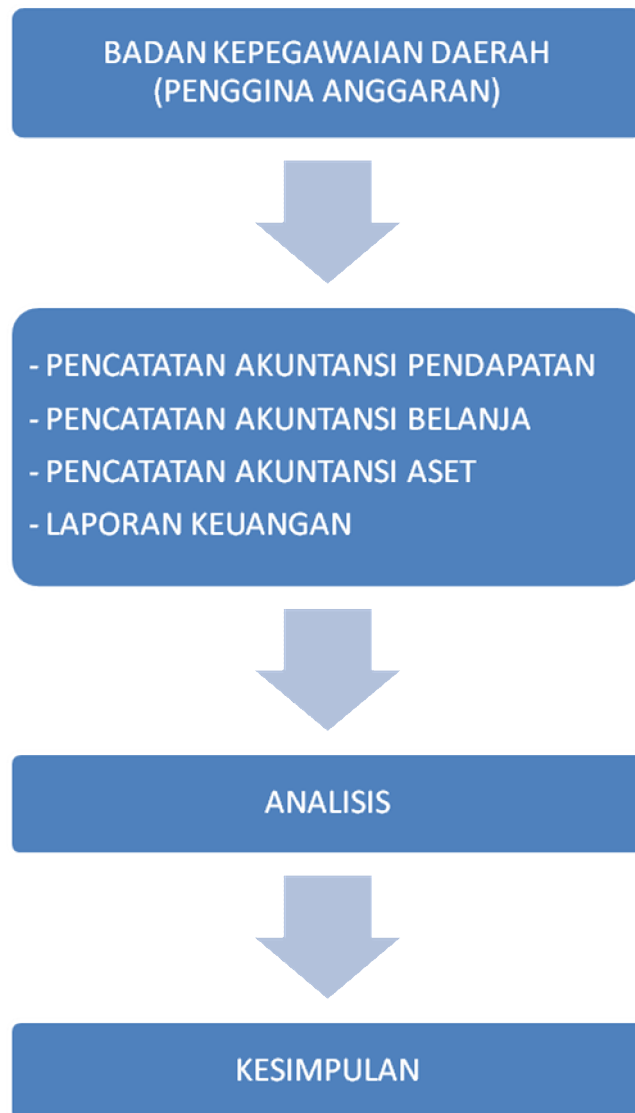 BADAN KEPEGAWAIAN DAERAH
(PENGGINA ANGGARAN)
- PENCATATAN AKUNTANSI PENDAPATAN
- PENCATATAN AKUNTANSI BELANJA
- PENCATATAN AKUNTANSI ASET
- LAPORAN KEUANGAN
ANALISIS
KESIMPULAN